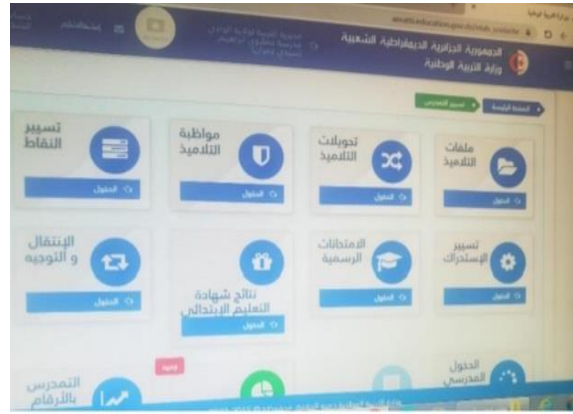 الجمهورية الجزائرية الديمقراطية الشعبية
وزارة التربية الوطنية
الصفحة الرئيسية
تسيير التمدرس
ملفات
التلاميذ
الدخول
تحويلات
التلاميذ
الدخول
مواظبة
التلاميذ
الدخول
تسيير
النقاط
الدخول
تسيير
الإستدراك
الدخول
الامتحانات
الرسمية
الدخول
نتائج شهادة
التعليم الإبتدائي
الدخول
الإنتقال
و التوجيه
الدخول
الدخول
المدرسي
التمدرس
بالأرقام